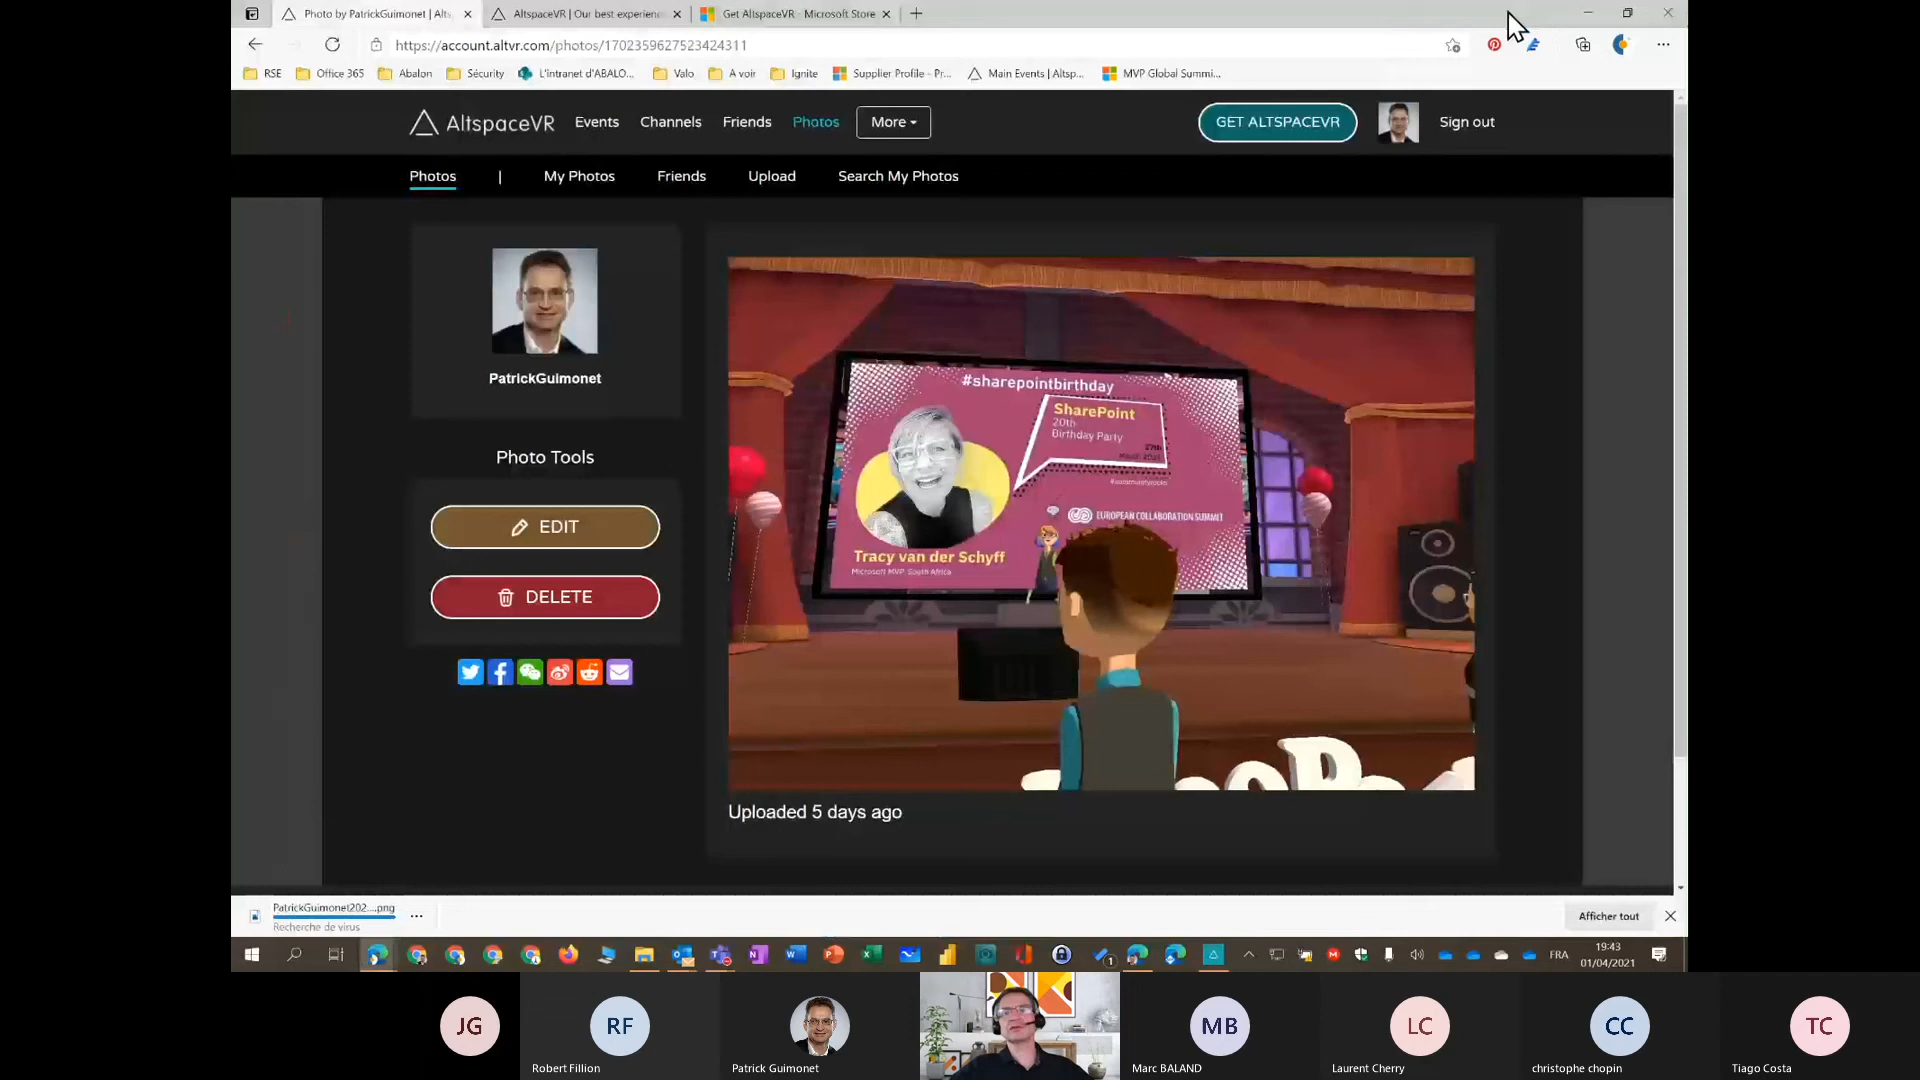 Photo by PatrickGuimonet | Alts
AltspaceVR | Our best experienc
Get AltspaceVR - Microsoft Store
https://account.altvr.com/photos/1702359627523424311
RSE
Office 365
Abalon
Sécurity
L'intranet d'ABALO...
Valo
A voir
Ignite
Supplier Profile - Pr...
Main Events | Altsp...
MVP Global Summi...
AltspaceVR
Events
Channels
Friends
Photos
More
GET ALTSPACEVR
Sign out
Photos
|
My Photos
Friends
Upload
Search My Photos
PatrickGuimonet
Photo Tools
EDIT
DELETE
#sharepointbirthday
SharePoint
20th
Birthday Party
27th
March 2021
#communityrocks
EUROPEAN COLLABORATION SUMMIT
Tracy van der Schyff
Microsoft MVP, South Africa
Uploaded 5 days ago
PatrickGuimonet202....png
Recherche de virus
Afficher tout
FRA
19:43
01/04/2021
JG
RF
Robert Fillion
Patrick Guimonet
MB
Marc BALAND
LC
Laurent Cherry
CC
christophe chopin
TC
Tiago Costa